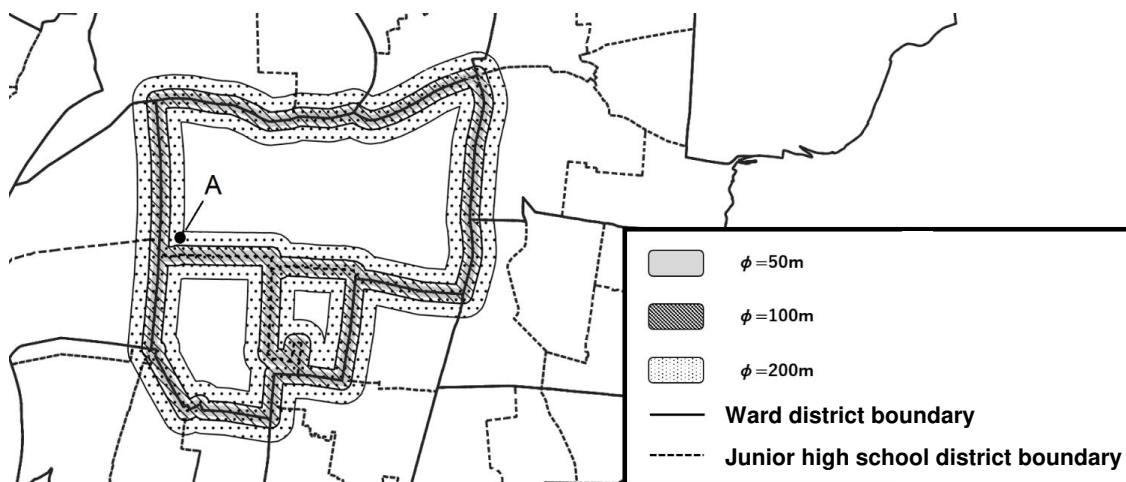 A
ϕ=50m
ϕ=100m
ϕ=200m
Ward district boundary
Junior high school district boundary